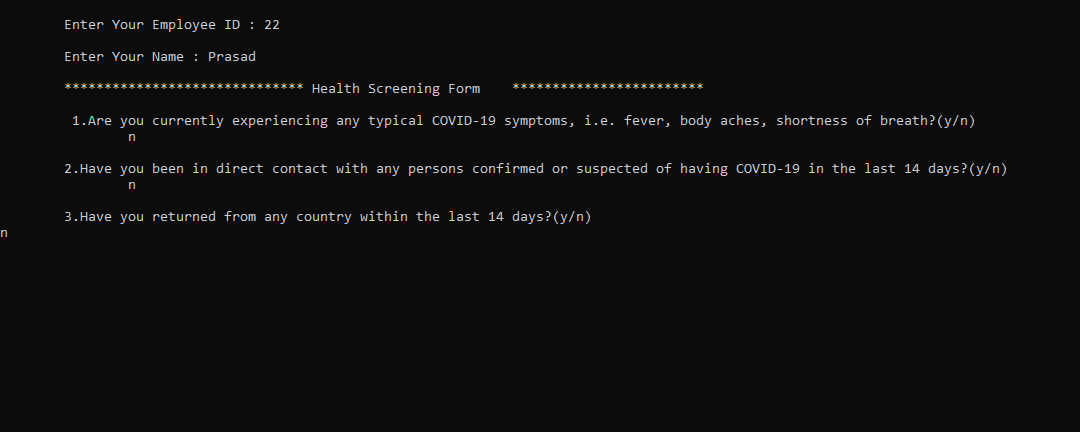 Enter Your Employee ID : 22
Enter Your Name : Prasad
****************************** Health Screening Form    ************************
1.Are you currently experiencing any typical COVID-19 symptoms, i.e. fever, body aches, shortness of breath?(y/n)
n
2.Have you been in direct contact with any persons confirmed or suspected of having COVID-19 in the last 14 days?(y/n)
n
3.Have you returned from any country within the last 14 days?(y/n)
n